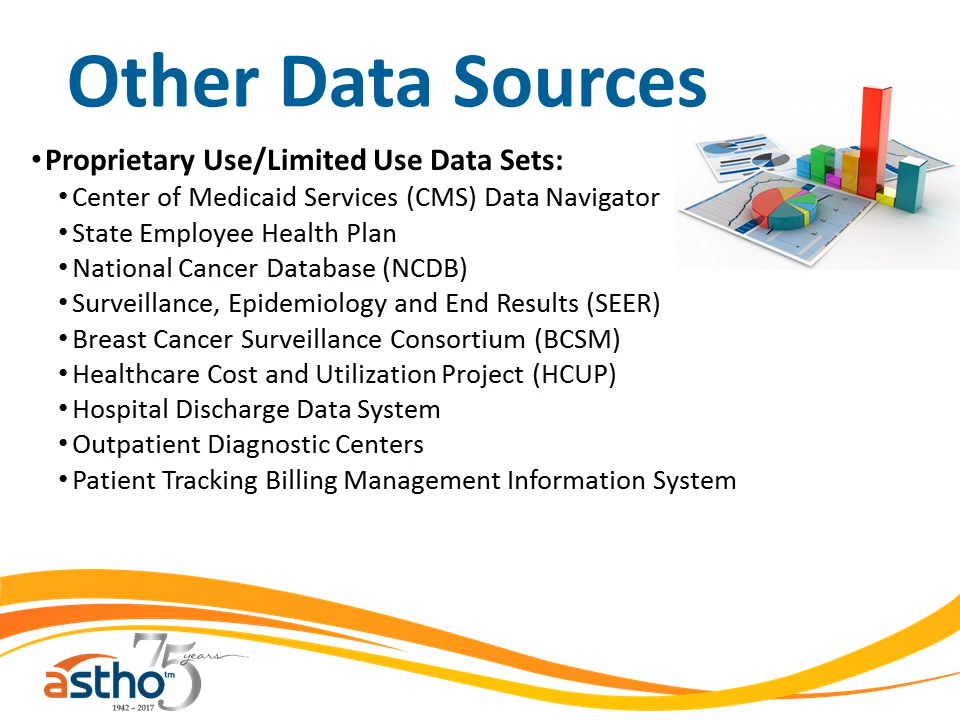 Other Data Sources
•Proprietary Use/Limited Use Data Sets:
•Center of Medicaid Services (CMS) Data Navigator
•State Employee Health Plan
•National Cancer Database (NCDB)
•Surveillance, Epidemiology and End Results (SEER)
•Breast Cancer Surveillance Consortium (BCSM)
•Healthcare Cost and Utilization Project (HCUP)
•Hospital Discharge Data System
•Outpatient Diagnostic Centers
•Patient Tracking Billing Management Information System
75 years
astho™
1942 – 2017